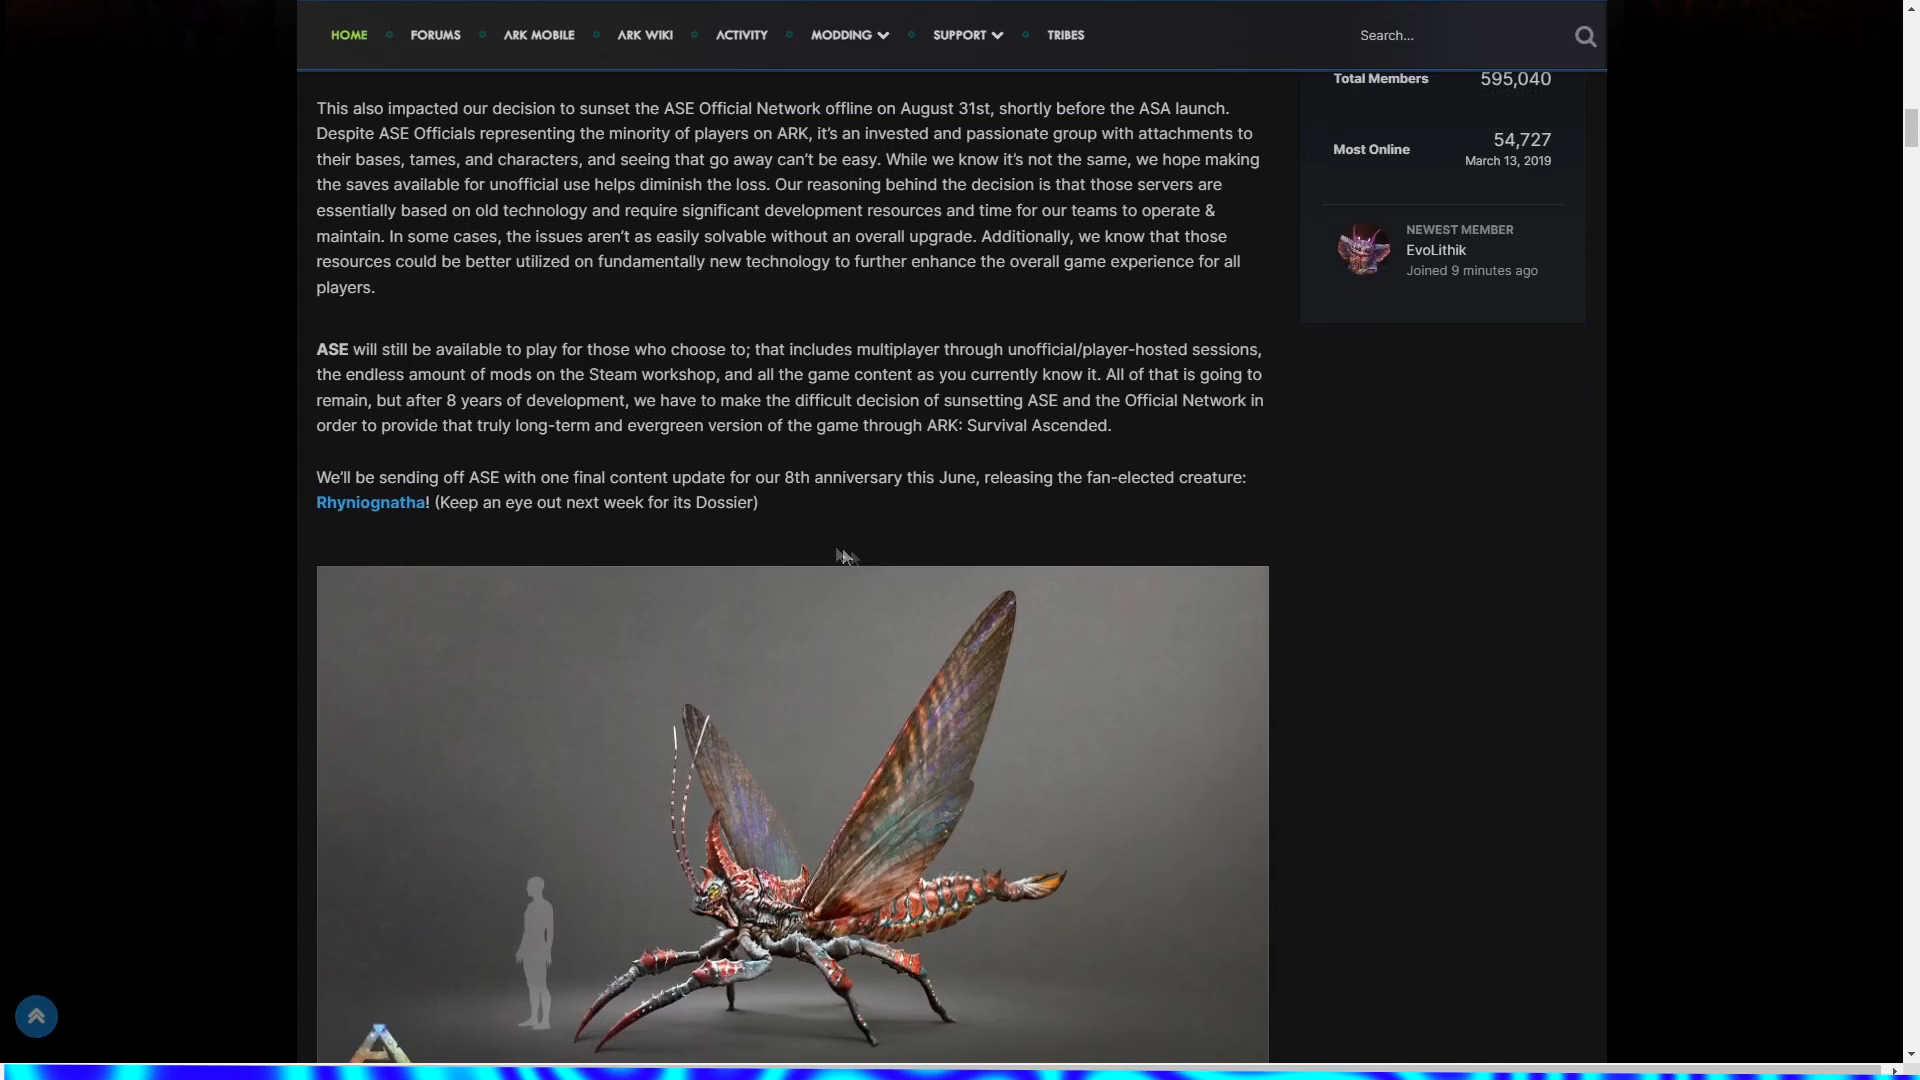 HOME
FORUMS
ARK MOBILE
ARK WIKI
ACTIVITY
MODDING
SUPPORT
TRIBES
Search...
This also impacted our decision to sunset the ASE Official Network offline on August 31st, shortly before the ASA launch.
Despite ASE Officials representing the minority of players on ARK, it's an invested and passionate group with attachments to
their bases, tames, and characters, and seeing that go away can't be easy. While we know it's not the same, we hope making
the saves available for unofficial use helps diminish the loss. Our reasoning behind the decision is that those servers are
essentially based on old technology and require significant development resources and time for our teams to operate &
maintain. In some cases, the issues aren't as easily solvable without an overall upgrade. Additionally, we know that those
resources could be better utilized on fundamentally new technology to further enhance the overall game experience for all
players.
ASE will still be available to play for those who choose to; that includes multiplayer through unofficial/player-hosted sessions,
the endless amount of mods on the Steam workshop, and all the game content as you currently know it. All of that is going to
remain, but after 8 years of development, we have to make the difficult decision of sunsetting ASE and the Official Network in
order to provide that truly long-term and evergreen version of the game through ARK: Survival Ascended.
We'll be sending off ASE with one final content update for our 8th anniversary this June, releasing the fan-elected creature:
Rhyniognatha! (Keep an eye out next week for its Dossier)
Total Members 595,040
Most Online 54,727
March 13, 2019
NEWEST MEMBER
EvoLithik
Joined 9 minutes ago